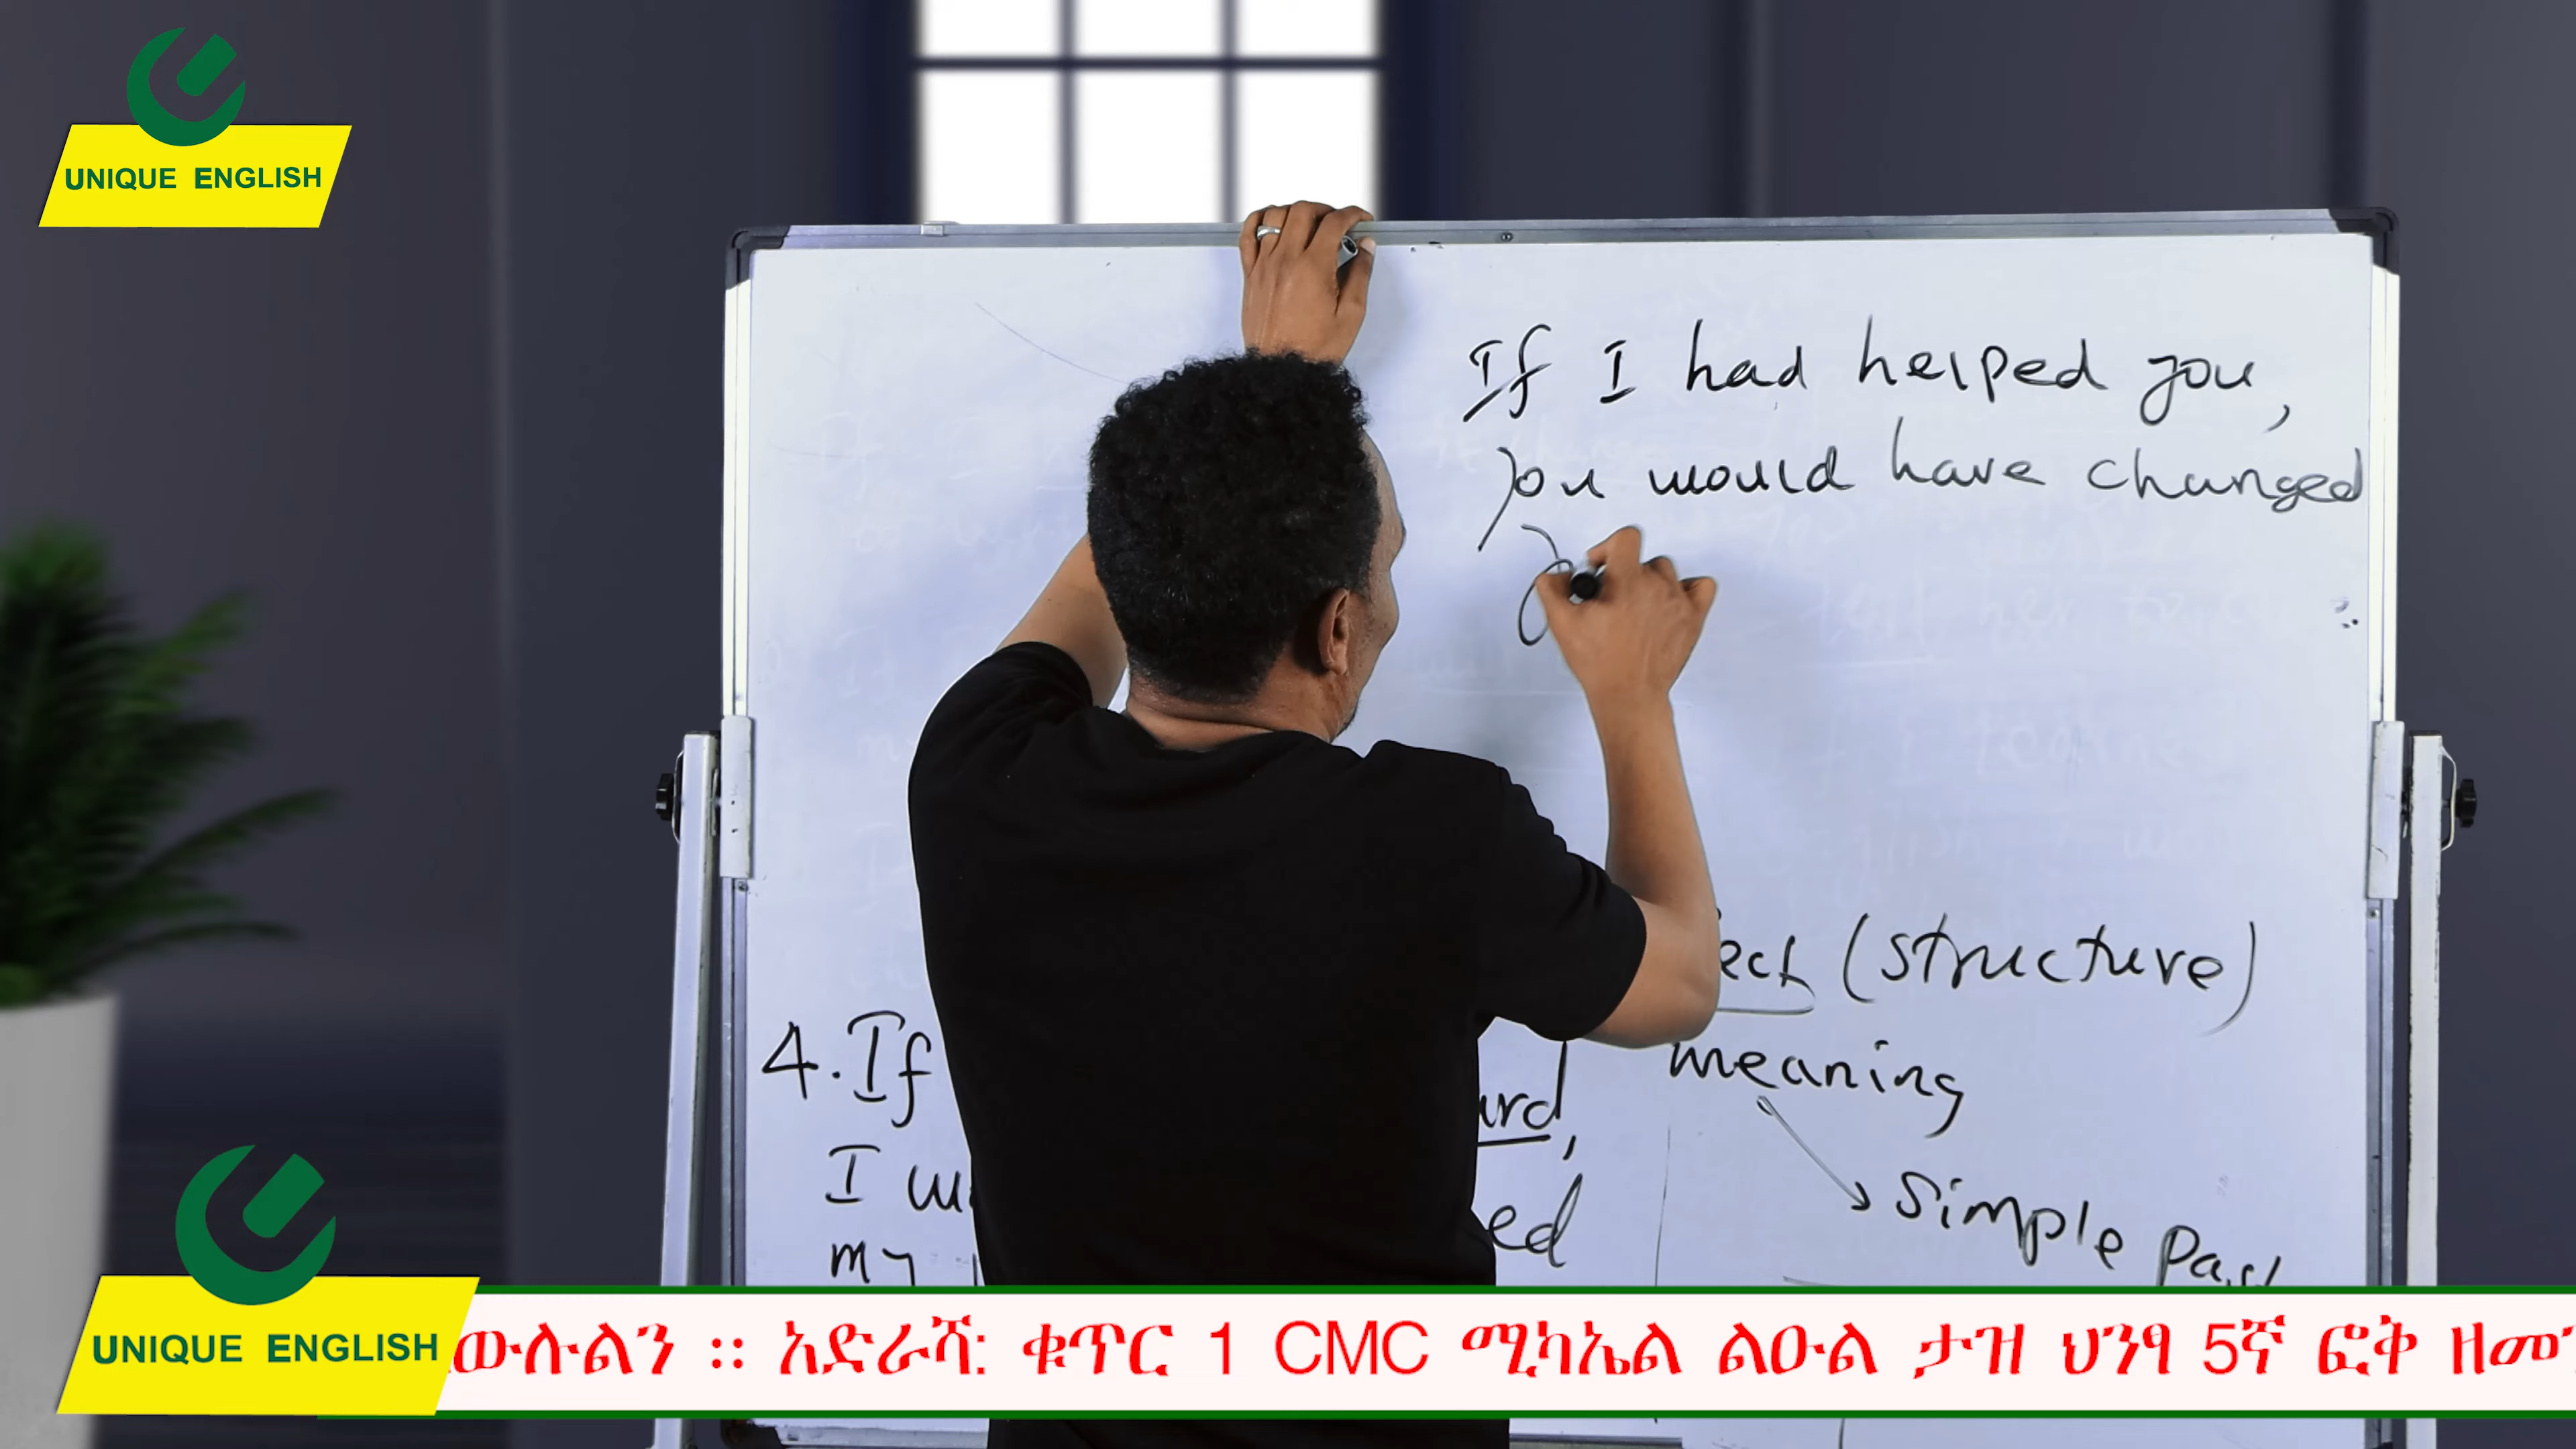 UNIQUE ENGLISH
If I had helped you,
you would have changed
(structure)
meaning
4. If
I
simple past
my
UNIQUE ENGLISH
አድራሻ: ቁጥር 1 CMC ሚካኤል ልዑል ታዝ ህንፃ 5ኛ ፎቅ